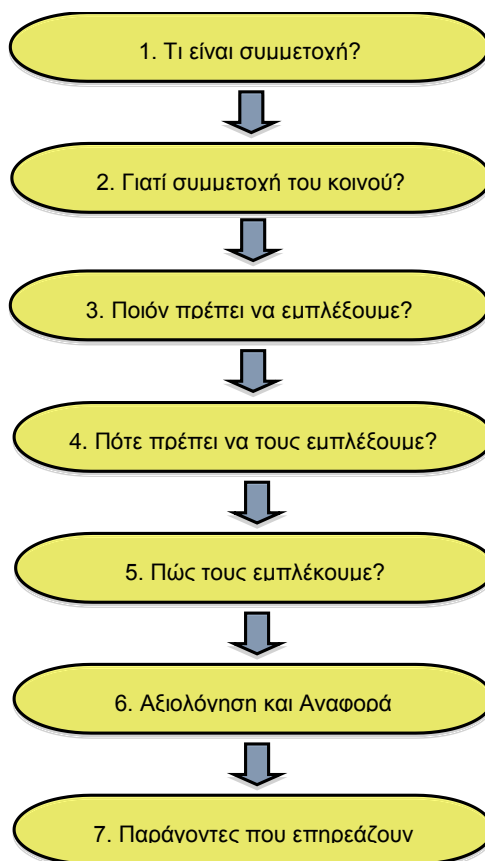 1. Τι είναι συμμετοχή?
2. Γιατί συμμετοχή του κοινού?
3. Ποιόν πρέπει να εμπλέξουμε?
4. Πότε πρέπει να τους εμπλέξουμε?
5. Πώς τους εμπλέκουμε?
6. Αξιολόγηση και Αναφορά
7. Παράγοντες που επηρεάζουν